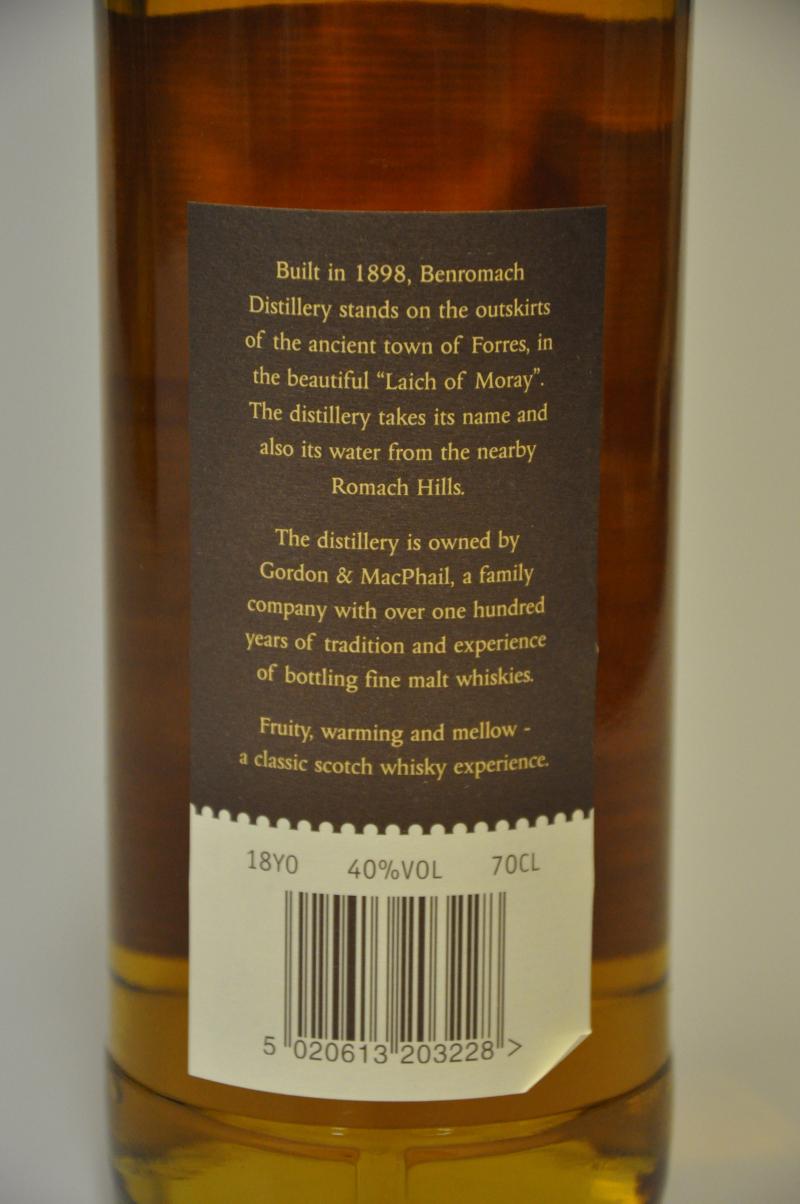 Built in 1898, Benromach
Distillery stands on the outskirts
of the ancient town of Forres, in
the beautiful “Laich of Moray”.
The distillery takes its name and
also its water from the nearby
Romach Hills.
The distillery is owned by
Gordon & MacPhail, a family
company with over one hundred
years of tradition and experience
of bottling fine malt whiskies.
Fruity, warming and mellow -
a classic scotch whisky experience.
18YO 40%VOL 70CL
5 020613 203228 >